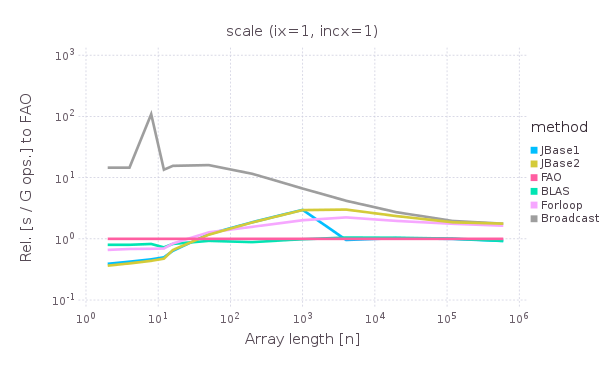 scale (ix=1, incx=1)
Rel. [s / G ops.] to FAO
10³
10²
10¹
10⁰
10⁻¹
10⁰ 10¹ 10² 10³ 10⁴ 10⁵ 10⁶
Array length [n]
method
JBase1
JBase2
FAO
BLAS
Forloop
Broadcast